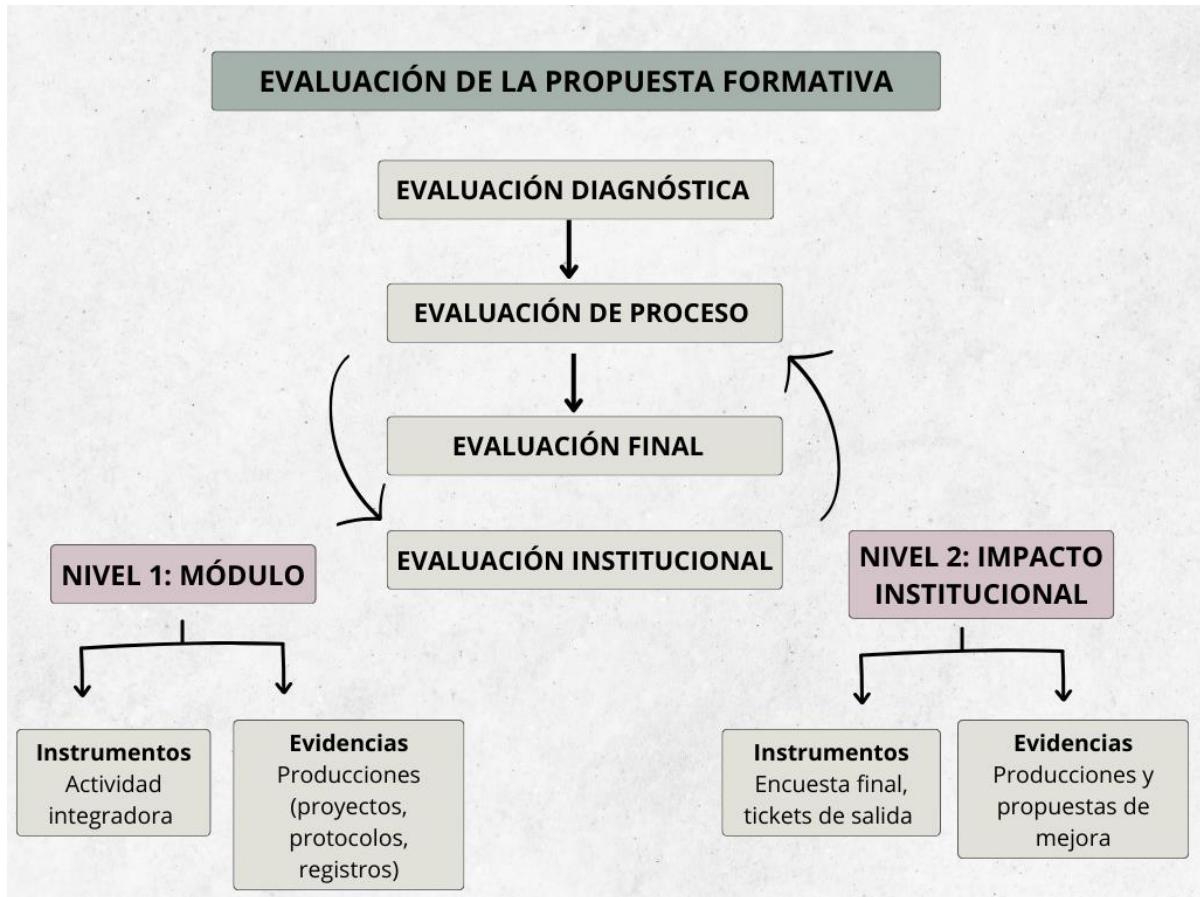 EVALUACIÓN DE LA PROPUESTA FORMATIVA
EVALUACIÓN DIAGNÓSTICA
EVALUACIÓN DE PROCESO
EVALUACIÓN FINAL
EVALUACIÓN INSTITUCIONAL
NIVEL 1: MÓDULO
Instrumentos
Actividad
integradora
Evidencias
Producciones
(proyectos,
protocolos,
registros)
NIVEL 2: IMPACTO
INSTITUCIONAL
Instrumentos
Encuesta final,
tickets de salida
Evidencias
Producciones y
propuestas de
mejora